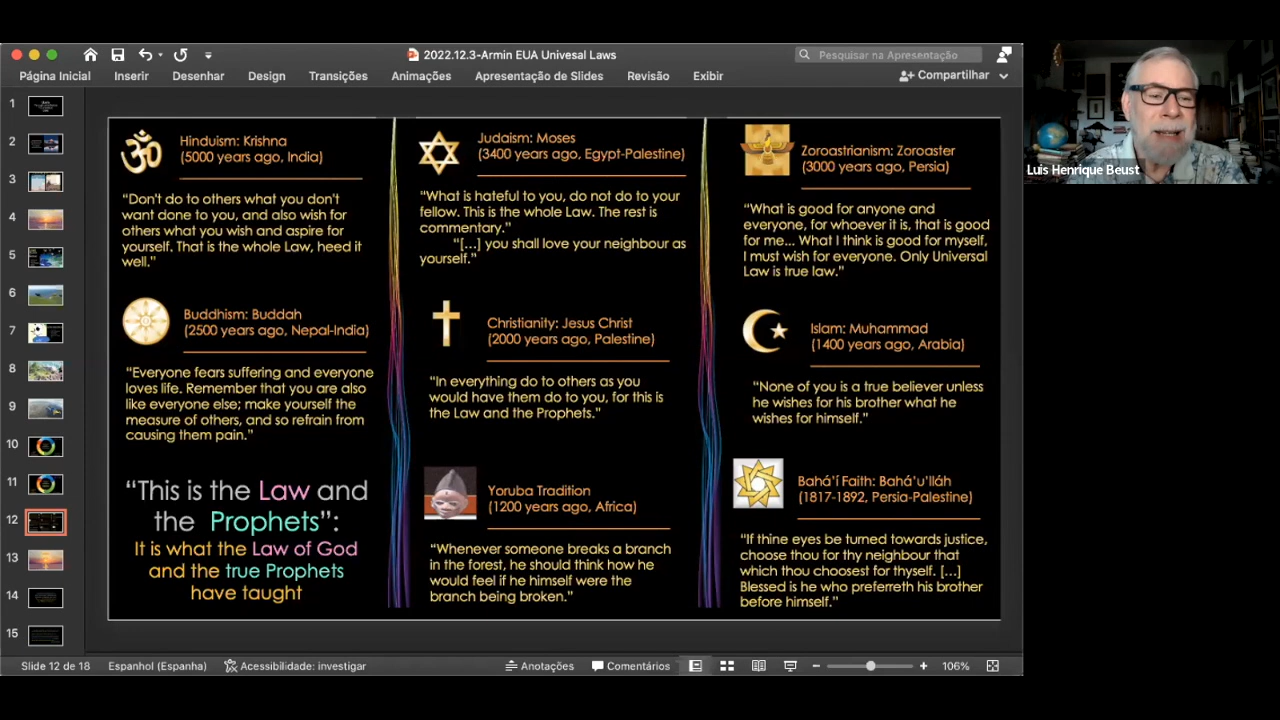 2022.12.3-Armin EUA Univesal Laws
Pesquisar na Apresentação
Página Inicial
Inserir
Desenhar
Design
Transições
Animações
Apresentação de Slides
Revisão
Exibir
Compartilhar
1
2
3
4
5
6
7
8
9
10
11
12
13
14
15
Hinduism: Krishna
(5000 years ago, India)
“Don't do to others what you don't
want done to you, and also wish for
others what you wish and aspire for
yourself. That is the whole Law, heed it
well.”
Buddhism: Buddah
(2500 years ago, Nepal-India)
“Everyone fears suffering and everyone
loves life. Remember that you are also
like everyone else; make yourself the
measure of others, and so refrain from
causing them pain.”
“This is the Law and
the Prophets”:
It is what the Law of God
and the true Prophets
have taught
Judaism: Moses
(3400 years ago, Egypt-Palestine)
“What is hateful to you, do not do to your
fellow. This is the whole Law. The rest is
commentary.”
“[...] you shall love your neighbour as
yourself.”
Christianity: Jesus Christ
(2000 years ago, Palestine)
“In everything do to others as you
would have them do to you, for this is
the Law and the Prophets.”
Yoruba Tradition
(1200 years ago, Africa)
“Whenever someone breaks a branch
in the forest, he should think how he
would feel if he himself were the
branch being broken.”
Zoroastrianism: Zoroaster
(3000 years ago, Persia)
“What is good for anyone and
everyone, for whoever it is, that is good
for me... What I think is good for myself,
I must wish for everyone. Only Universal
Law is true law.”
Islam: Muhammad
(1400 years ago, Arabia)
“None of you is a true believer unless
he wishes for his brother what he
wishes for himself.”
Bahá’í Faith: Bahá’u’lláh
(1817-1892, Persia-Palestine)
“If thine eyes be turned towards justice,
choose thou for thy neighbour that
which thou choosest for thyself. [...]
Blessed is he who preferreth his brother
before himself.”
Luis Henrique Beust
Slide 12 de 18
Espanhol (Espanha)
Acessibilidade: investigar
Anotações
Comentários
106%